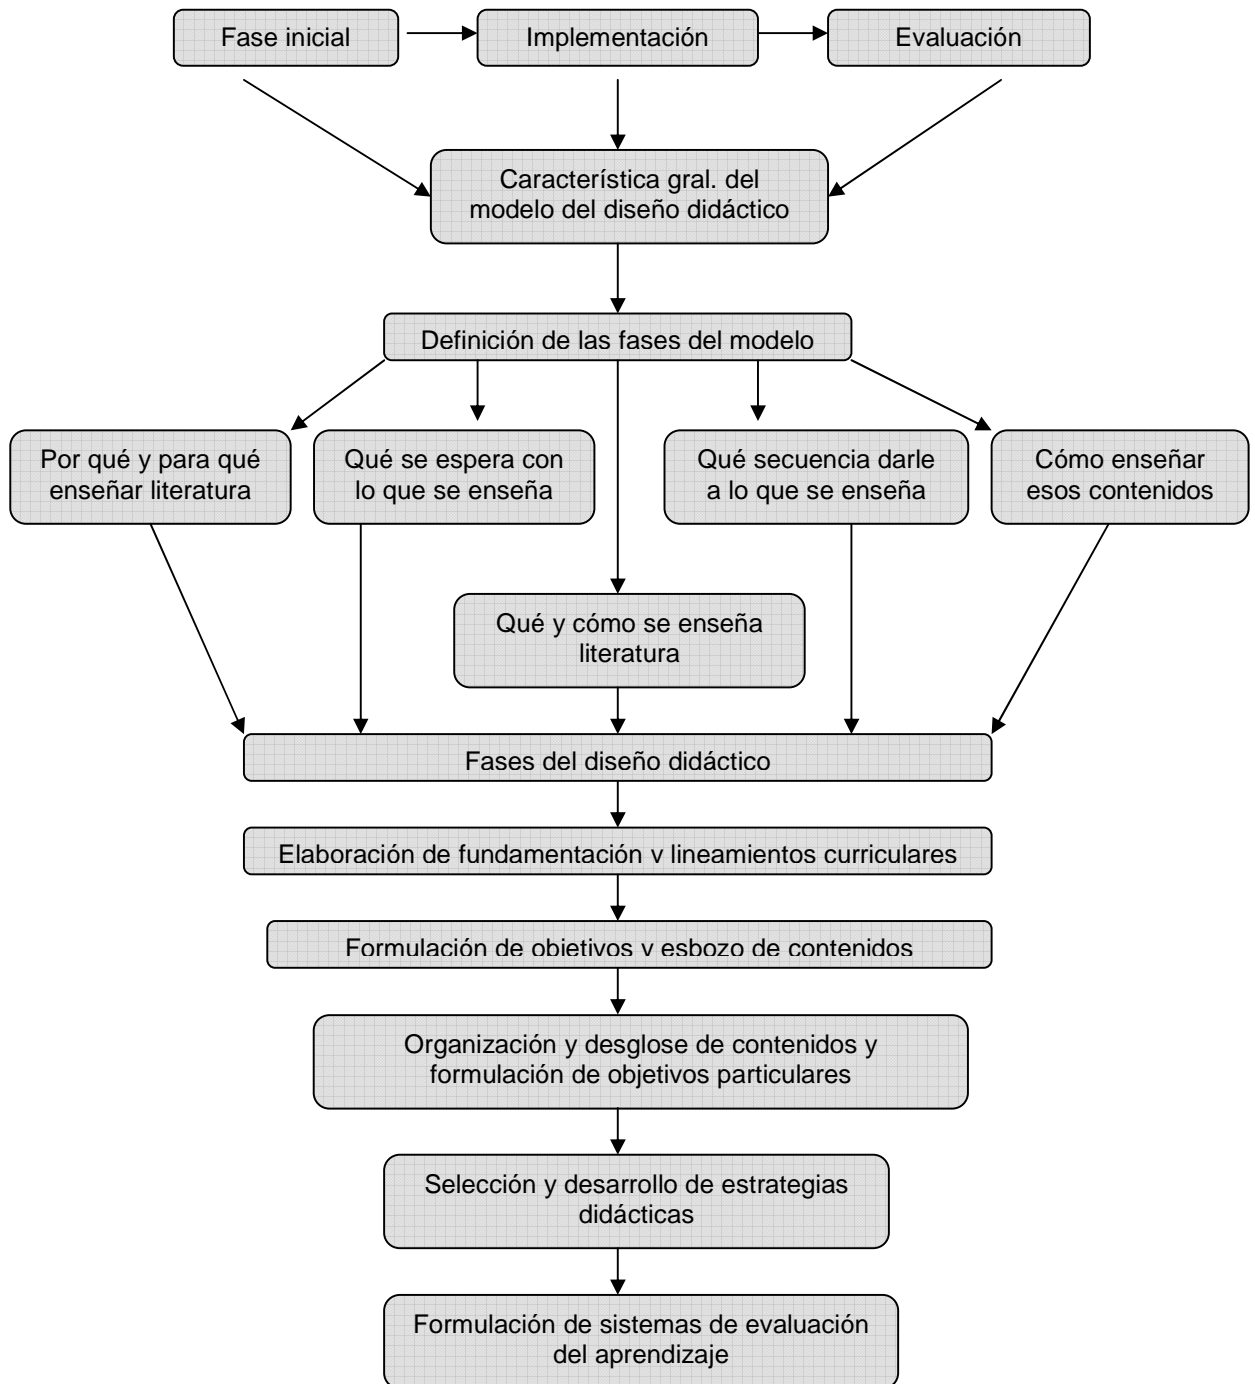 Fase inicial
Implementación
Evaluación
Característica gral. del
modelo del diseño didáctico
Definición de las fases del modelo
Por qué y para qué
enseñar literatura
Qué se espera con
lo que se enseña
Qué secuencia darle
a lo que se enseña
Cómo enseñar
esos contenidos
Qué y cómo se enseña
literatura
Fases del diseño didáctico
Elaboración de fundamentación y lineamientos curriculares
Formulación de objetivos y esbozo de contenidos
Organización y desglose de contenidos y
formulación de objetivos particulares
Selección y desarrollo de estrategias
didácticas
Formulación de sistemas de evaluación
del aprendizaje